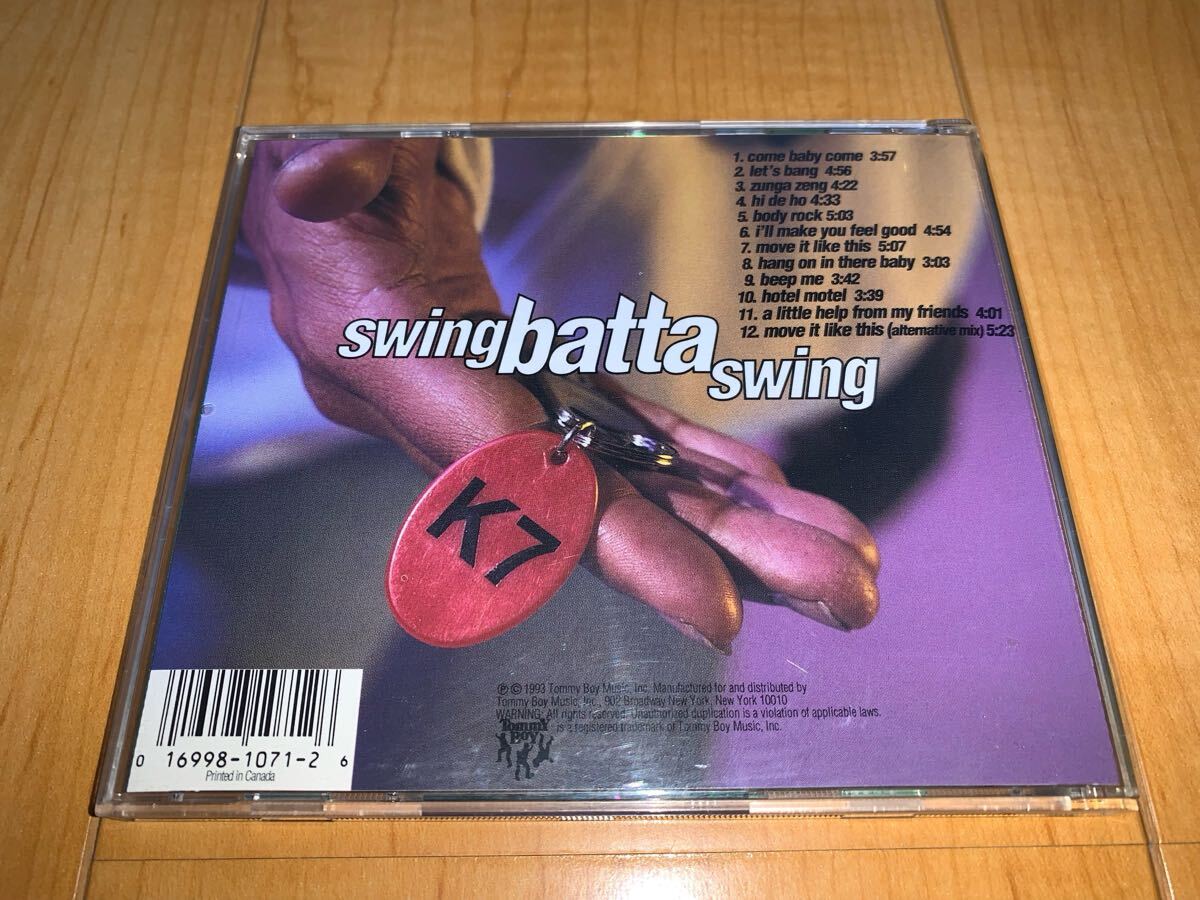 1. come baby come 3:57
2. let's bang 4:56
3. zunga zeng 4:22
4. hi de ho 4:33
5. body rock 5:03
6. i'll make you feel good 4:54
7. move it like this 5:07
8. hang on in there baby 3:03
9. beep me 3:42
10. hotel motel 3:39
11. a little help from my friends 4:01
12. move it like this (alternative mix) 5:23
swingbattaswing
K7
℗ © 1993 Tommy Boy Music, Inc. Manufactured for and distributed by
Tommy Boy Music, Inc., 902 Broadway New York, New York 10010
WARNING: All rights reserved. Unauthorized duplication is a violation of applicable laws.
Tommy Boy is a registered trademark of Tommy Boy Music, Inc.
0 16998-1071-2 6
Printed in Canada